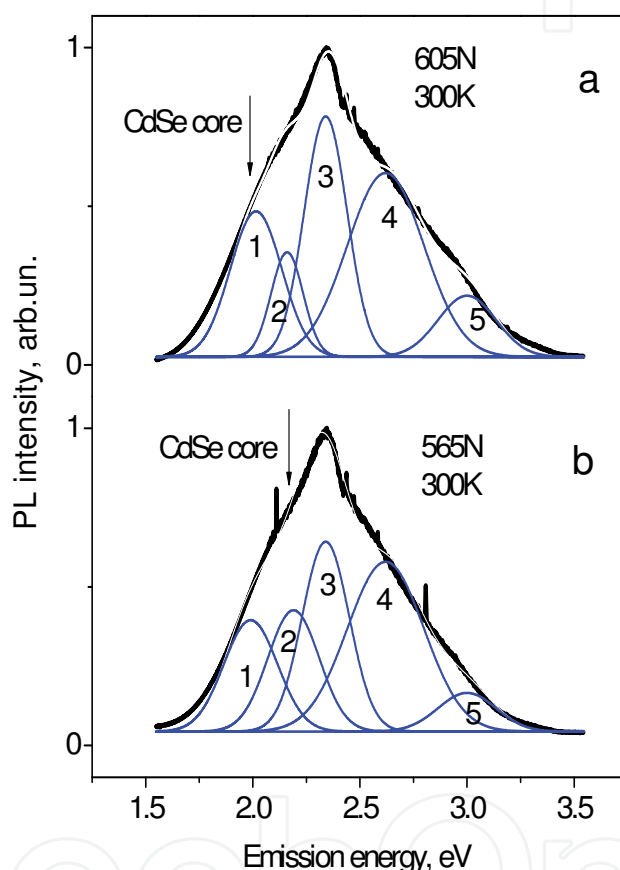 1
605N
300K
a
CdSe core
3
4
1
2
5
0
PL intensity, arb.un.
1
CdSe core
565N
300K
b
3
4
2
1
5
0
1.5 2.0 2.5 3.0 3.5
Emission energy, eV